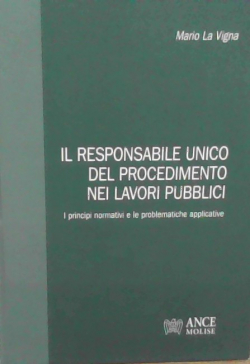 Mario La Vigna
IL RESPONSABILE UNICO
DEL PROCEDIMENTO
NEI LAVORI PUBBLICI
I principi normativi e le problematiche applicative
ANCE
MOLISE